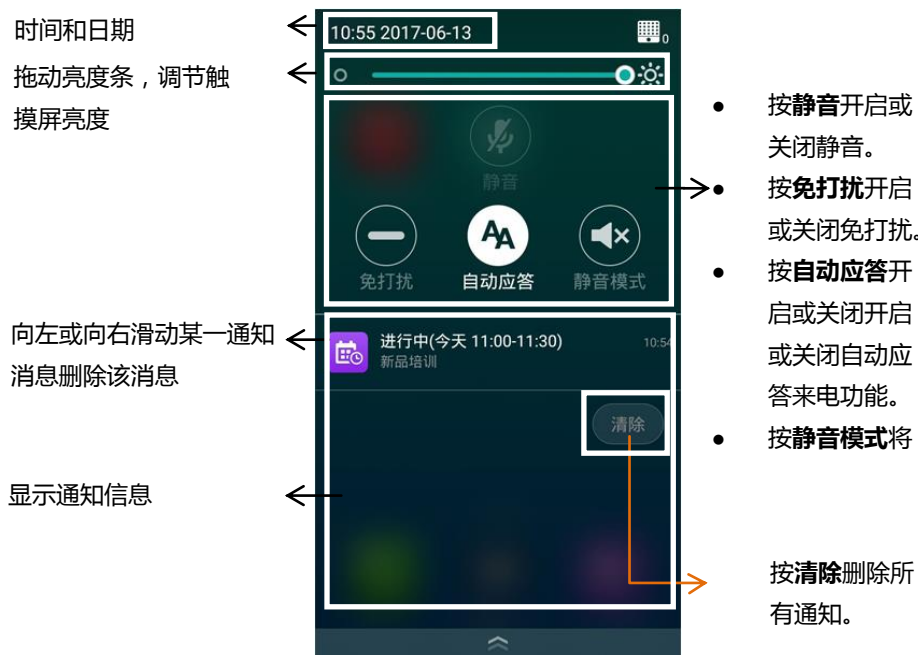 时间和日期
拖动亮度条，调节触
摸屏亮度
向左或向右滑动某一通知
消息删除该消息
显示通知信息
10:55 2017-06-13
0
静音
免打扰
自动应答
静音模式
进行中(今天 11:00-11:30)
10:54
新品培训
清除
● 按静音开启或
关闭静音。
● 按免打扰开启
或关闭免打扰。
● 按自动应答开
启或关闭开启
或关闭自动应
答来电功能。
● 按静音模式将
按清除删除所
有通知。